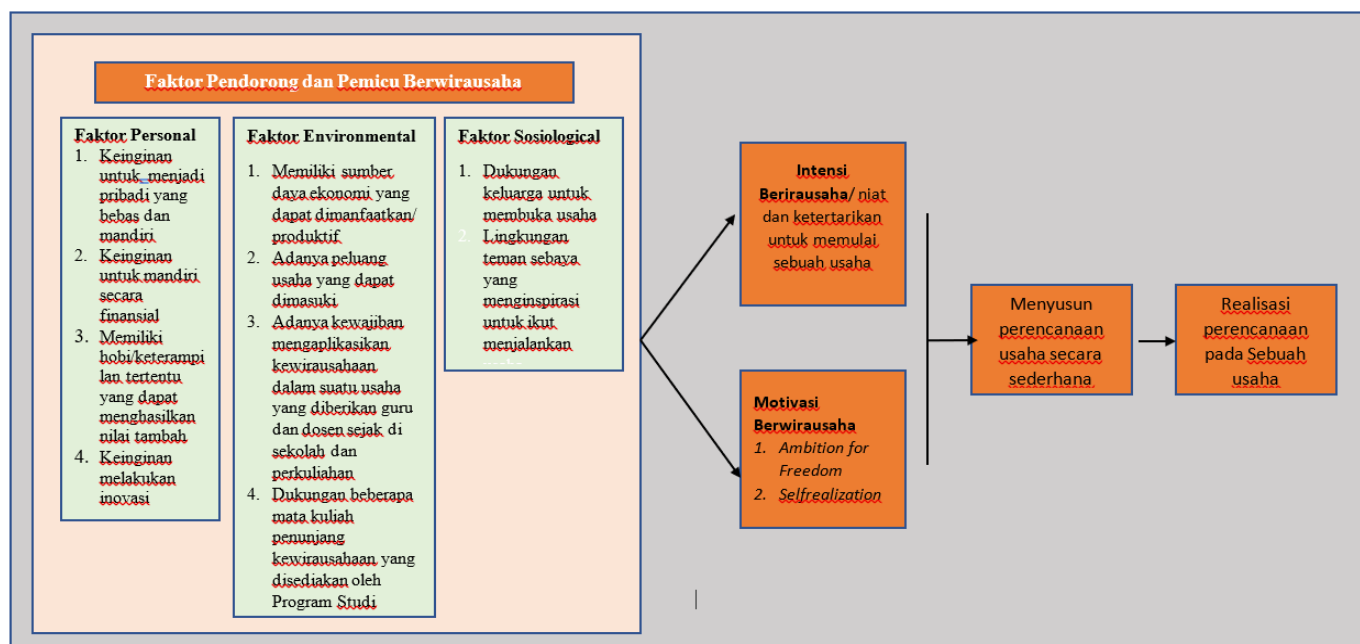 Faktor Pendorong dan Pemicu Berwirausaha
Faktor Personal
1. Keinginan
untuk menjadi
pribadi yang
bebas dan
mandiri
2. Keinginan
untuk mandiri
secara
finansial
3. Memiliki
hobi/keterampi
lan tertentu
yang dapat
menghasilkan
nilai tambah
4. Keinginan
melakukan
inovasi
Faktor Environmental
1. Memiliki sumber
daya ekonomi yang
dapat dimanfaatkan/
produktif
2. Adanya peluang
usaha yang dapat
dimasuki
3. Adanya kewajiban
mengaplikasikan
kewirausahaan
dalam suatu usaha
yang diberikan guru
dan dosen sejak di
sekolah dan
perkuliahan
4. Dukungan beberapa
mata kuliah
penunjang
kewirausahaan yang
disediakan oleh
Program Studi
Faktor Sosiological
1. Dukungan
keluarga untuk
membuka usaha
2. Lingkungan
teman sebaya
yang
menginspirasi
untuk ikut
menjalankan
Intensi
Berirausaha/ niat
dan ketertarikan
untuk memulai
sebuah usaha
Motivasi
Berwirausaha
1. Ambition for
Freedom
2. Selfrealization
Menyusun
perencanaan
usaha secara
sederhana
Realisasi
perencanaan
pada Sebuah
usaha